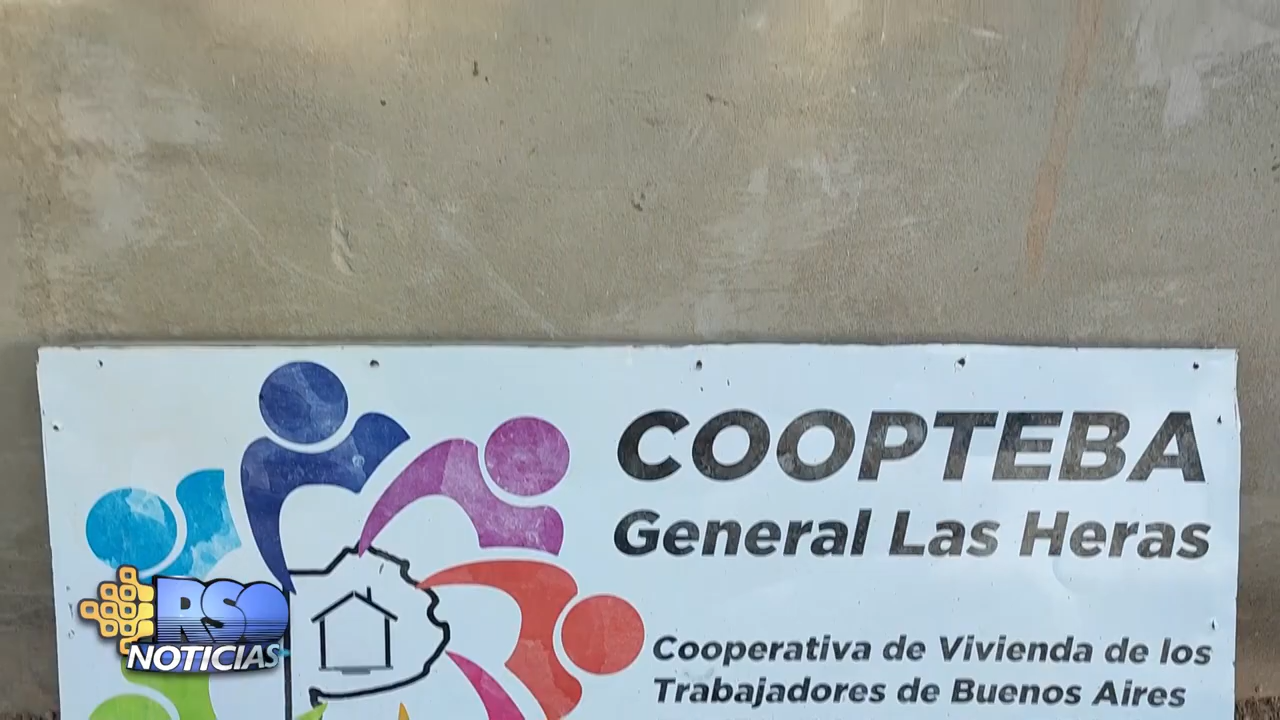 COOPTEBA
General Las Heras
Cooperativa de Vivienda de los
Trabajadores de Buenos Aires
RSO
NOTICIAS